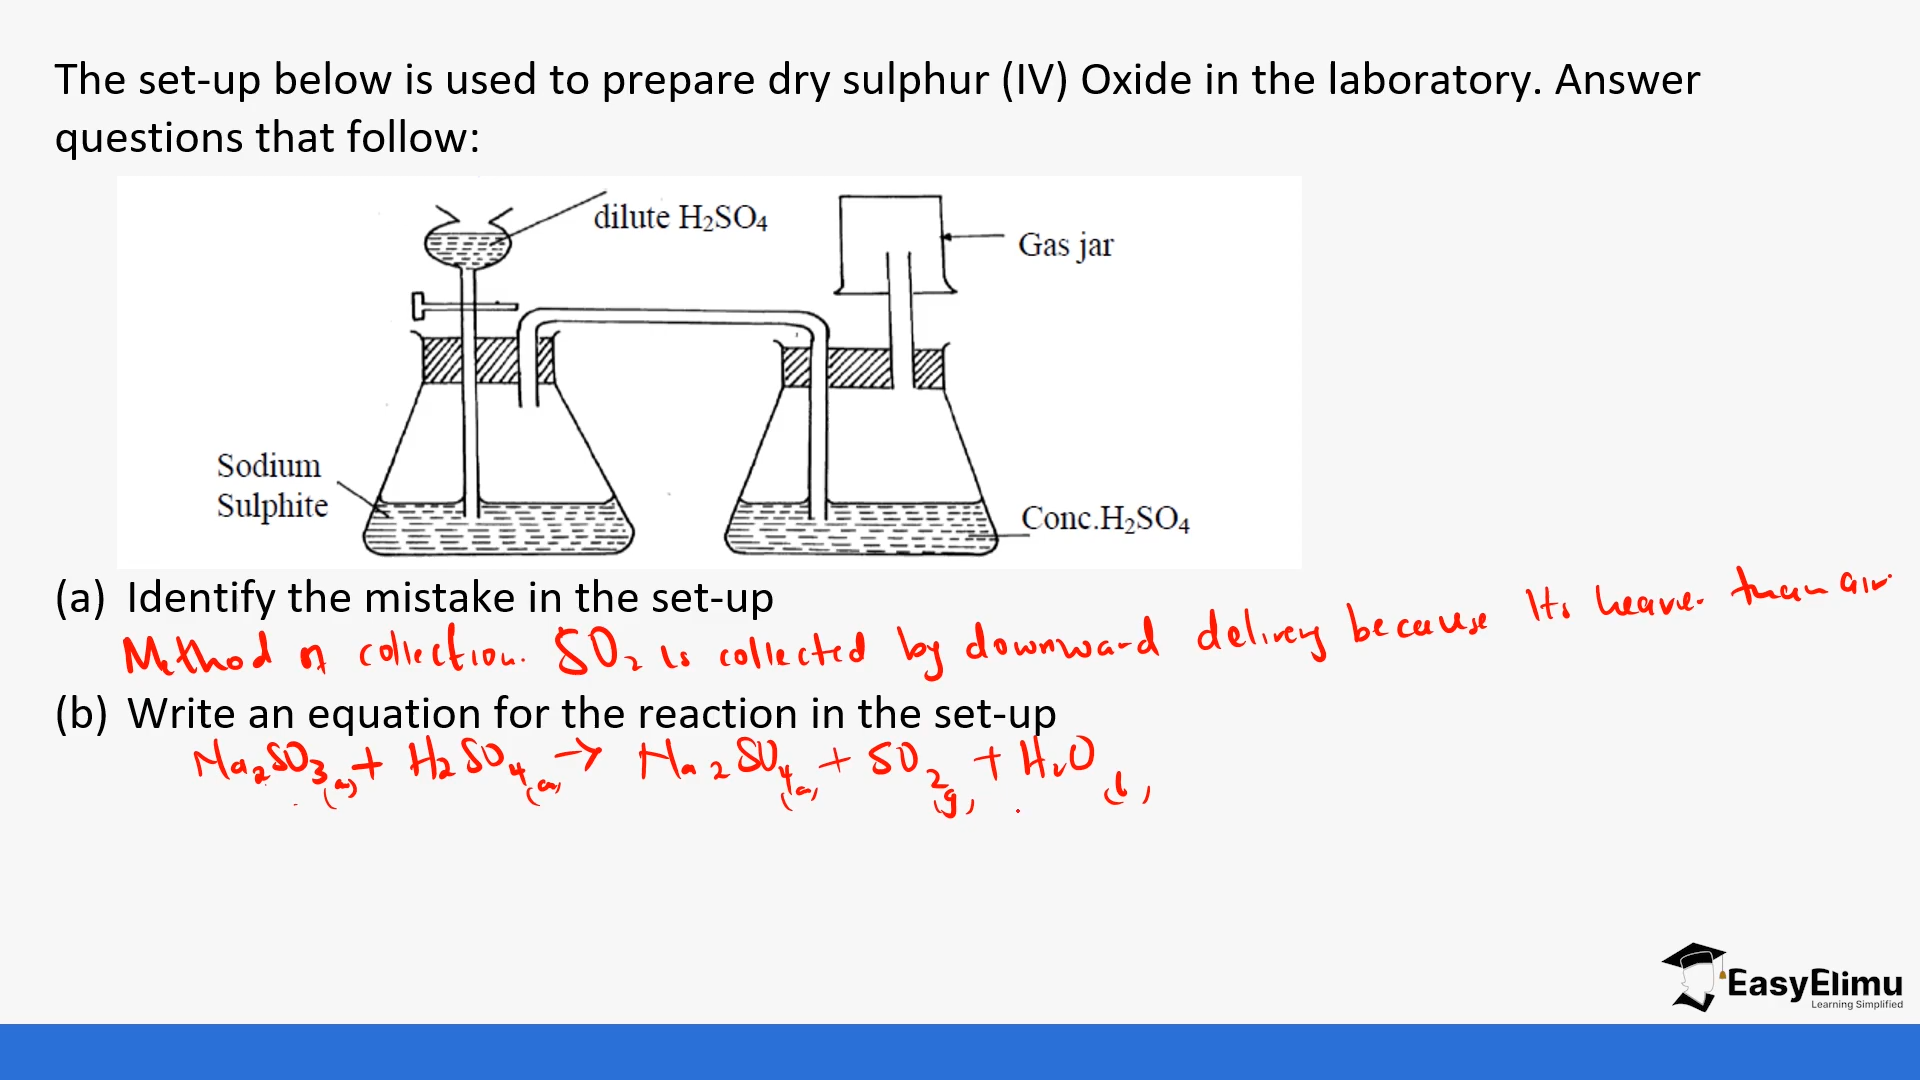 The set-up below is used to prepare dry sulphur (IV) Oxide in the laboratory. Answer
questions that follow:
dilute H₂SO₄
Gas jar
Sodium
Sulphite
Conc.H₂SO₄
(a) Identify the mistake in the set-up
Method of collection. SO₂ is collected by downward delivery because Its heavier than air.
(b) Write an equation for the reaction in the set-up
Na₂SO₃ + H₂SO₄ → Na₂SO₄ + SO₂ (g) + H₂O (l)
EasyElimu
Learning Simplified